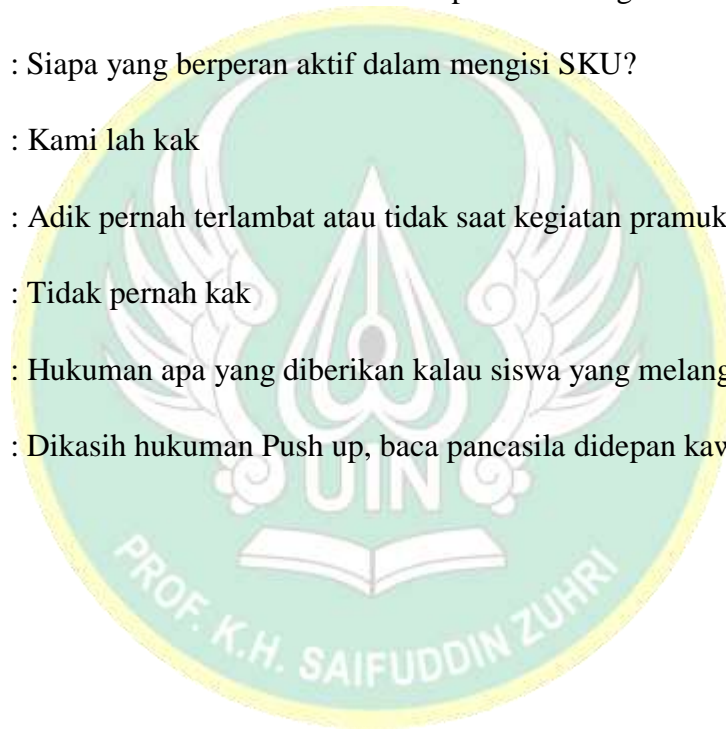 : Siapa yang berperan aktif dalam mengisi SKU?
: Kami lah kak
: Adik pernah terlambat atau tidak saat kegiatan pramuk
: Tidak pernah kak
: Hukuman apa yang diberikan kalau siswa yang melang
: Dikasih hukuman Push up, baca pancasila didepan kaw
UIN
PROF. K.H. SAIFUDDIN ZUHRI